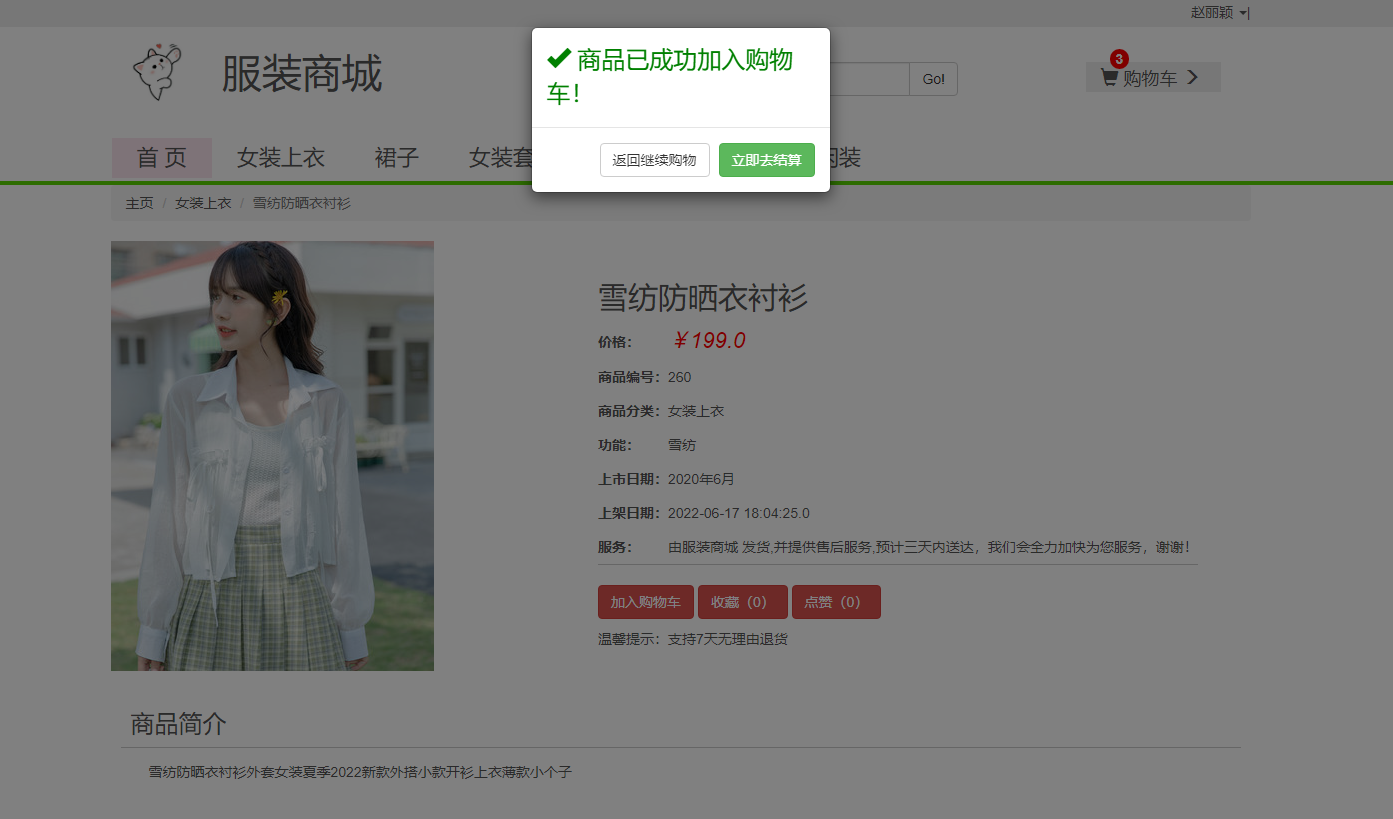 赵丽颖
服装商城
商品已成功加入购物
车！
返回继续购物 立即去结算
Go!
3
购物车
首 页 女装上衣 裙子 女装套 装
主页 / 女装上衣 / 雪纺防晒衣衬衫
雪纺防晒衣衬衫
价格： ￥199.0
商品编号：260
商品分类：女装上衣
功能： 雪纺
上市日期：2020年6月
上架日期：2022-06-17 18:04:25.0
服务： 由服装商城 发货,并提供售后服务,预计三天内送达，我们会全力加快为您服务，谢谢！
加入购物车 收藏（0） 点赞（0）
温馨提示：支持7天无理由退货
商品简介
雪纺防晒衣衬衫外套女装夏季2022新款外搭小款开衫上衣薄款小个子